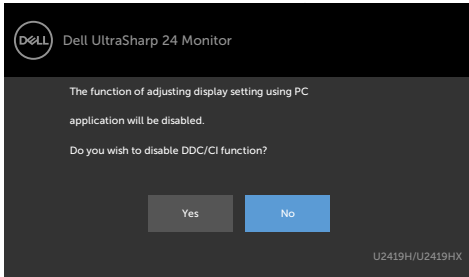 DELL
Dell UltraSharp 24 Monitor
The function of adjusting display setting using PC
application will be disabled.
Do you wish to disable DDC/CI function?
Yes No
U2419H/U2419HX